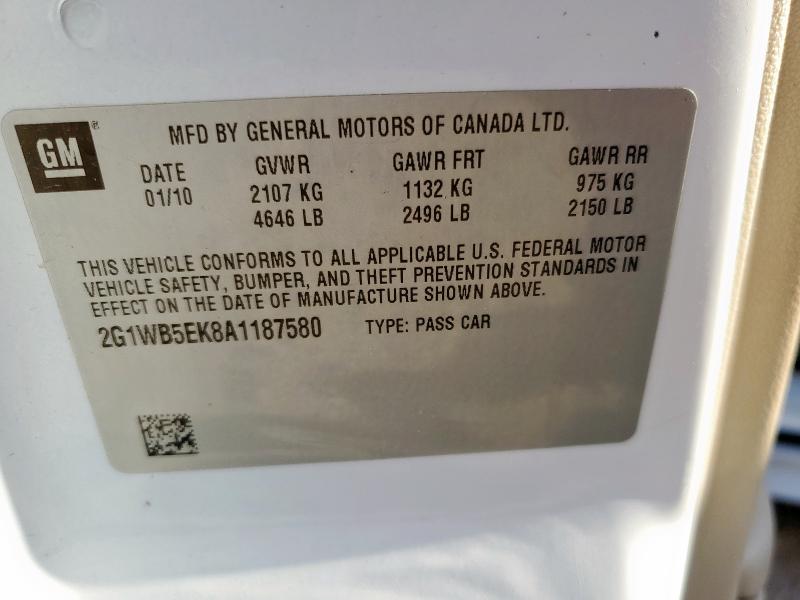 GM®
MFD BY GENERAL MOTORS OF CANADA LTD.
DATE GVWR GAWR FRT GAWR RR
01/10 2107 KG 1132 KG 975 KG
4646 LB 2496 LB 2150 LB
THIS VEHICLE CONFORMS TO ALL APPLICABLE U.S. FEDERAL MOTOR
VEHICLE SAFETY, BUMPER, AND THEFT PREVENTION STANDARDS IN
EFFECT ON THE DATE OF MANUFACTURE SHOWN ABOVE.
2G1WB5EK8A1187580 TYPE: PASS CAR